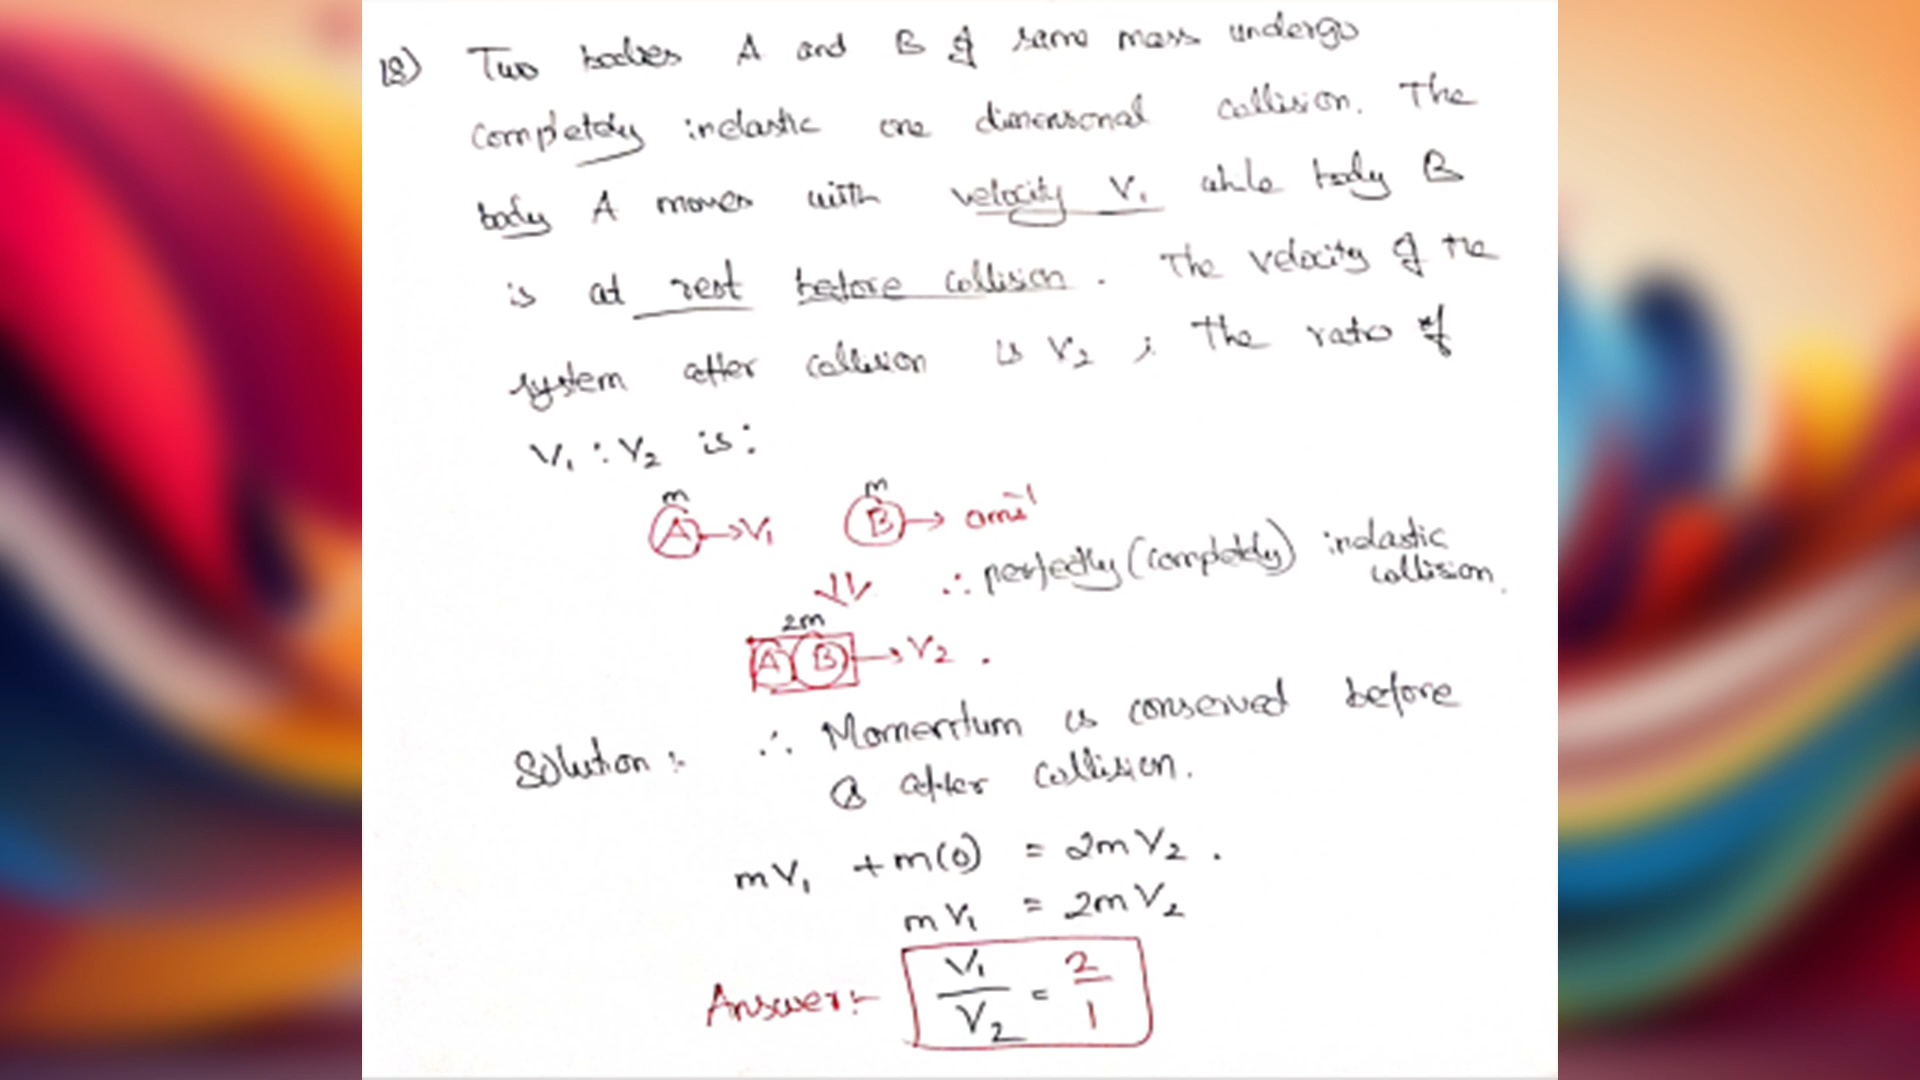 18) Two bodies A and B of same mass undergo
completely inelastic one dimensional collision. The
body A moves with velocity V₁ while body B
is at rest before collision. The velocity of the
system after collision is V₂ ; The ratio of
V₁ : V₂ is:
m m
A → V₁ B → 0ms⁻¹
∴ perfectly (completely) inelastic
collision.
2m
A B → V₂ .
Solution :- ∴ Momentum is conserved before
& after collision.
mV₁ + m(0) = 2mV₂ .
mV₁ = 2mV₂
Answer:- V₁/V₂ = 2/1